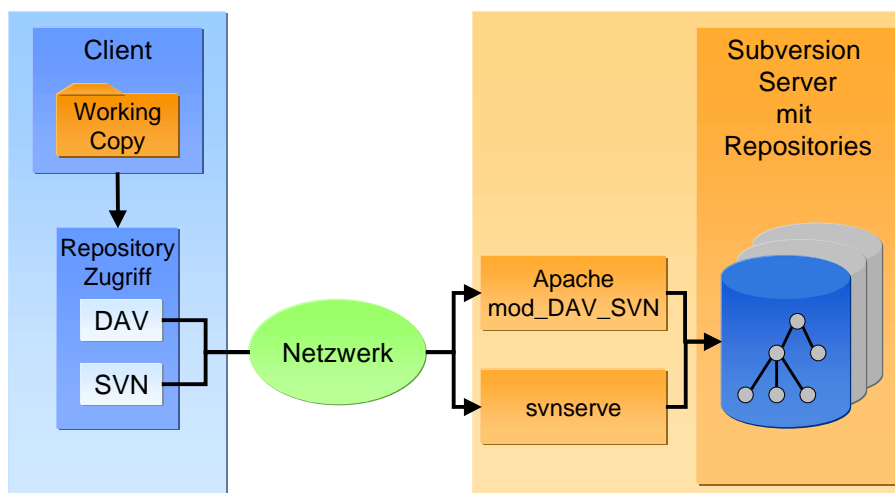 Client
Working
Copy
Repository
Zugriff
DAV
SVN
Netzwerk
Apache
mod_DAV_SVN
svnserve
Subversion
Server
mit
Repositories